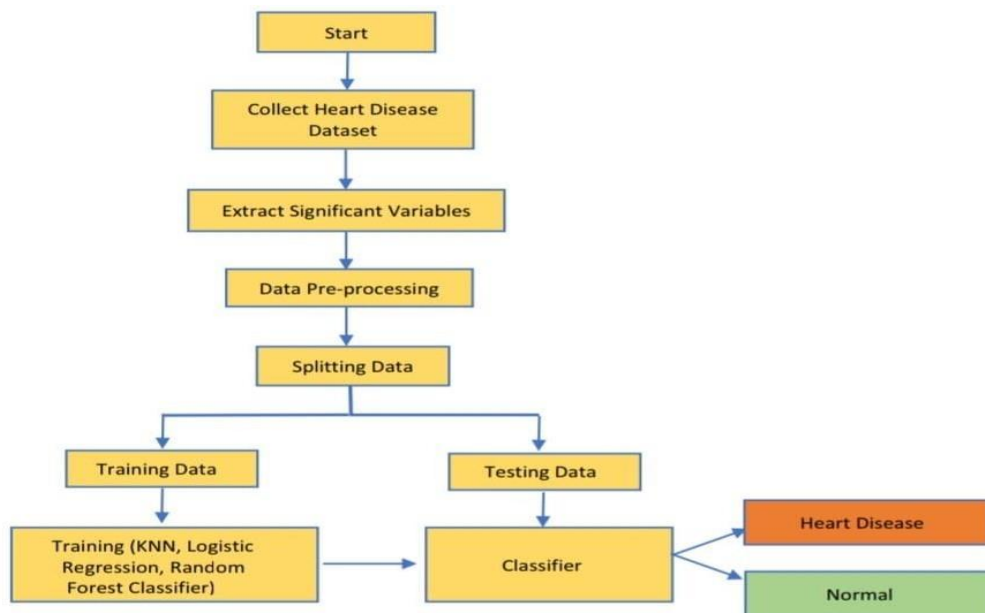 Start
Collect Heart Disease
Dataset
Extract Significant Variables
Data Pre-processing
Splitting Data
Training Data
Testing Data
Training (KNN, Logistic
Regression, Random
Forest Classifier)
Classifier
Heart Disease
Normal